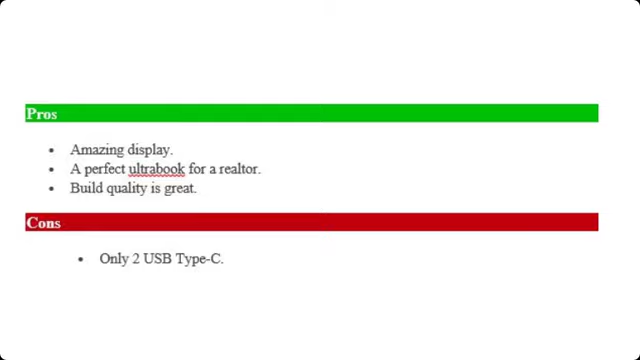 Pros
• Amazing display.
• A perfect ultrabook for a realtor.
• Build quality is great.
Cons
• Only 2 USB Type-C.